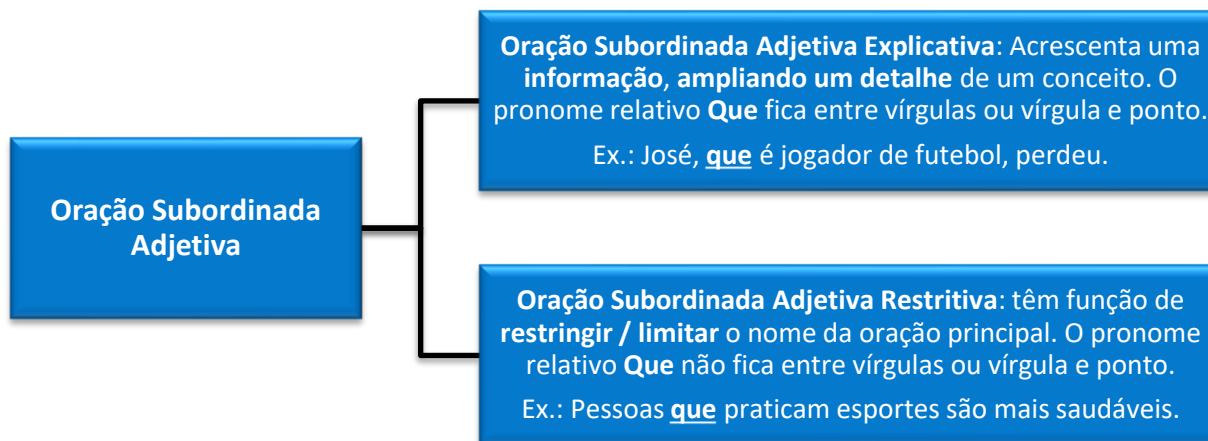 Oração Subordinada
Adjetiva
Oração Subordinada Adjetiva Explicativa: Acrescenta uma
informação, ampliando um detalhe de um conceito. O
pronome relativo Que fica entre vírgulas ou vírgula e ponto.
Ex.: José, que é jogador de futebol, perdeu.
Oração Subordinada Adjetiva Restritiva: têm função de
restringir / limitar o nome da oração principal. O pronome
relativo Que não fica entre vírgulas ou vírgula e ponto.
Ex.: Pessoas que praticam esportes são mais saudáveis.